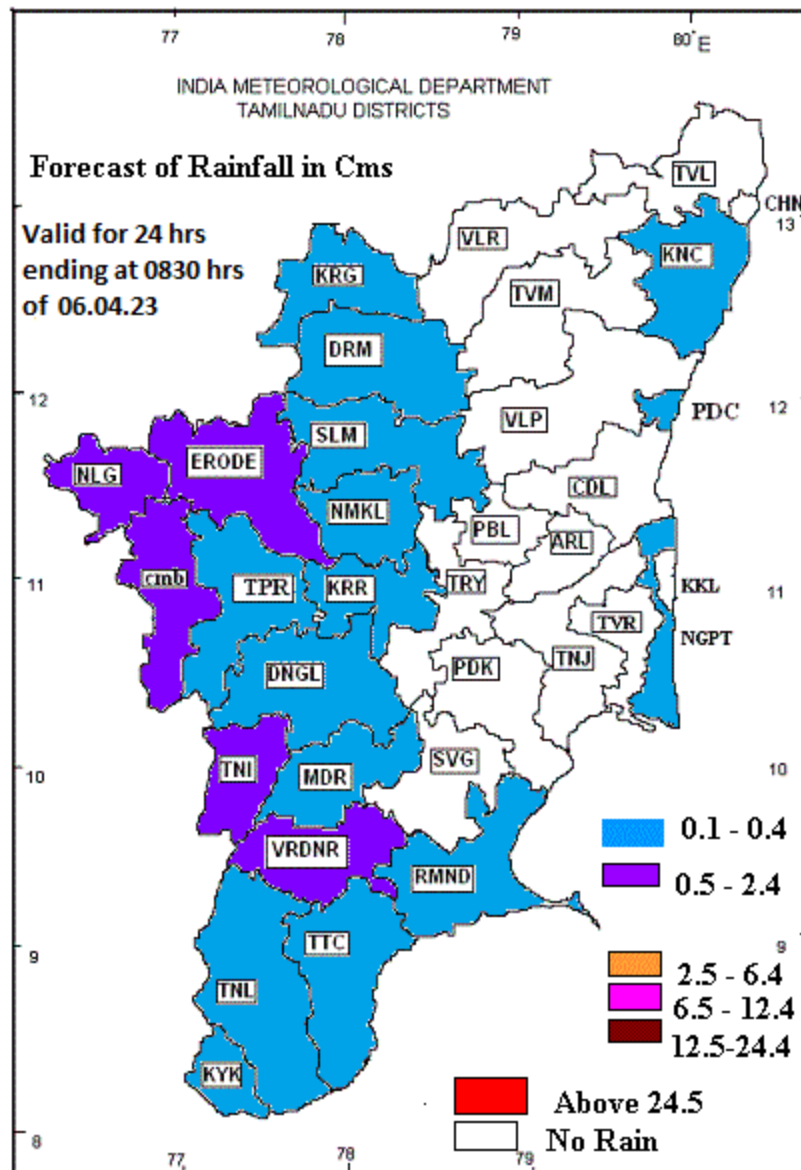 77 78 79 80°E
INDIA METEOROLOGICAL DEPARTMENT
TAMILNADU DISTRICTS
Forecast of Rainfall in Cms
TVL
CHN
13
Valid for 24 hrs
ending at 0830 hrs
of 06.04.23
VLR
KNC
KRG
TVM
DRM
12
12
PDC
VLP
SLM
ERODE
NLG
CDL
NMKL
PBL
ARL
11
cmb
TPR
KRR
TRY
KKL
11
TVR
NGPT
DNGL
PDK
TNJ
10
TNI
MDR
SVG
10
0.1 - 0.4
VRDNR
RMND
0.5 - 2.4
9
TTC
9
2.5 - 6.4
TNL
6.5 - 12.4
12.5-24.4
KYK
Above 24.5
8
No Rain
77 78 79